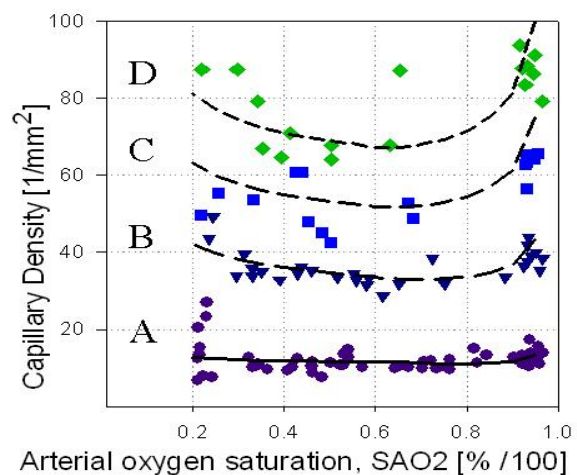 Capillary Density [1/mm²]
100
80
60
40
20
D
C
B
A
0.2 0.4 0.6 0.8 1.0
Arterial oxygen saturation, SAO2 [% /100]